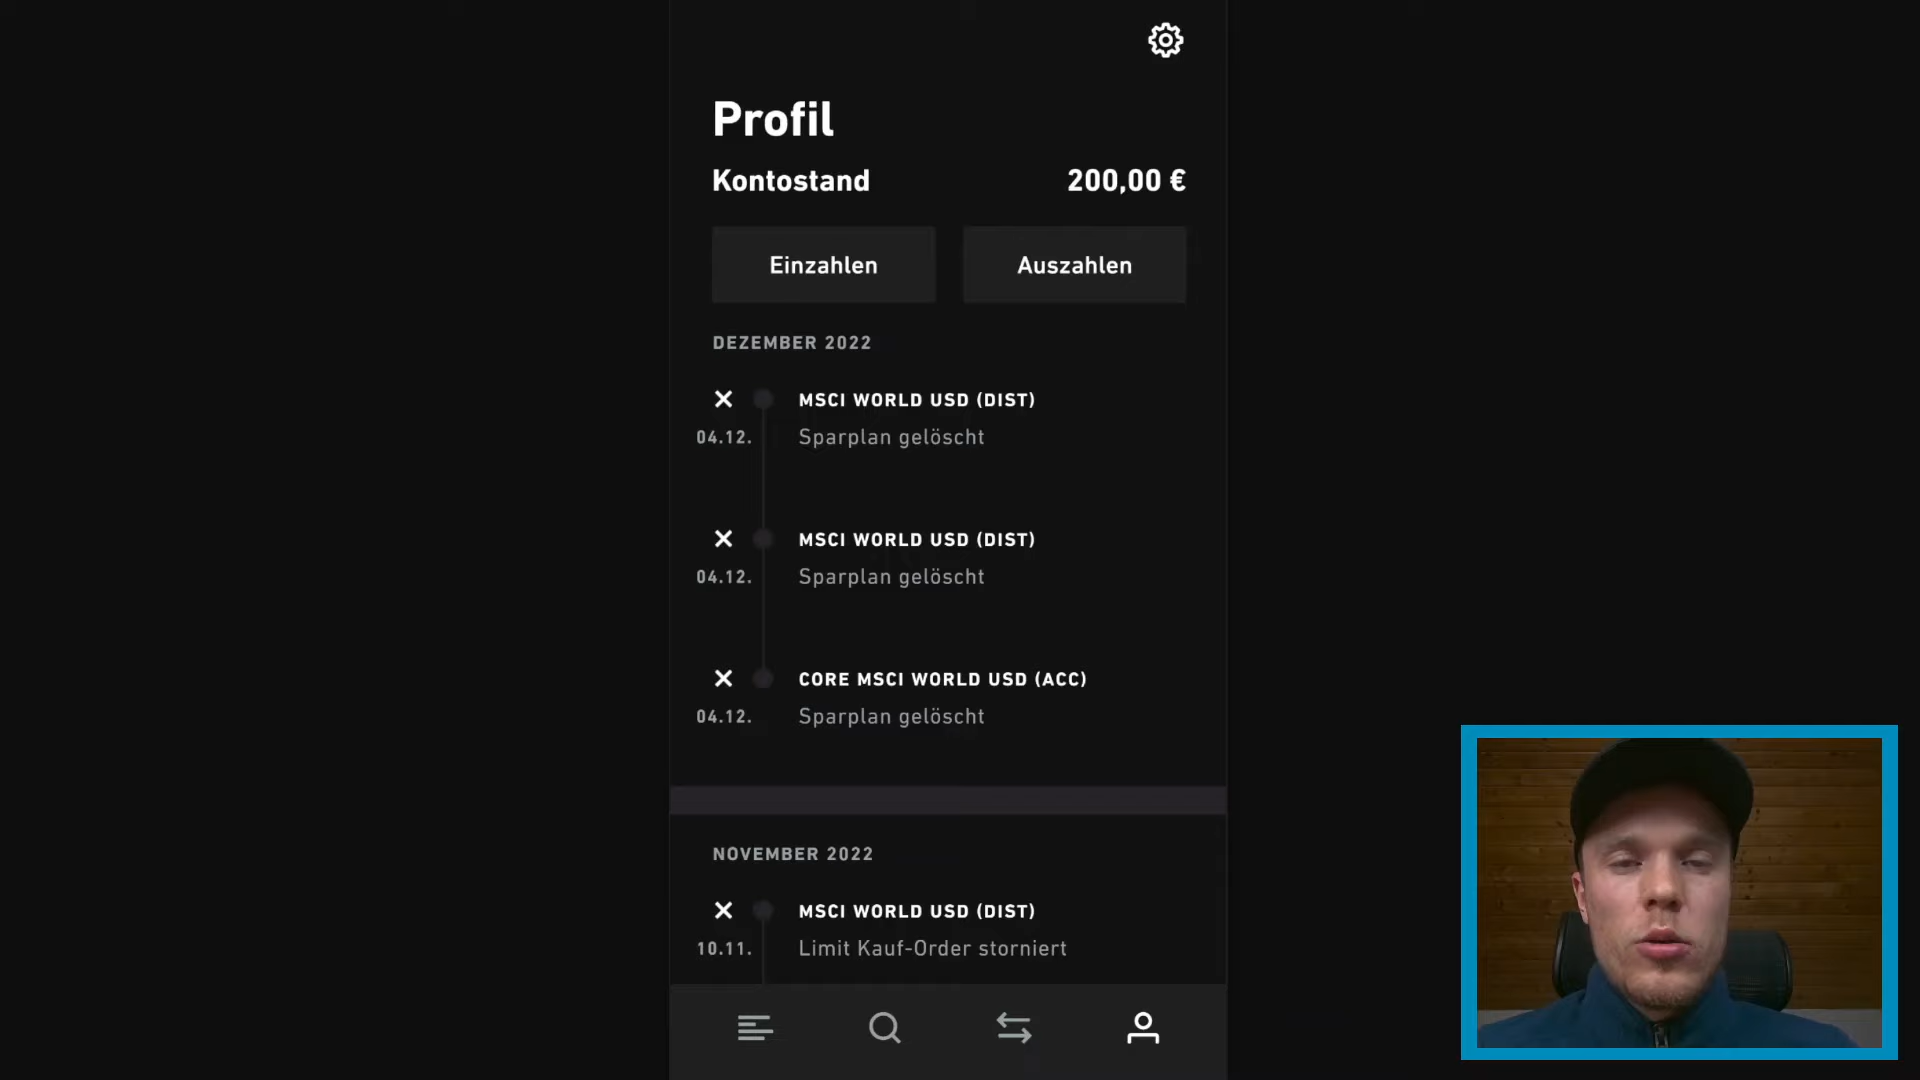 Profil
Kontostand 200,00 €
Einzahlen Auszahlen
DEZEMBER 2022
MSCI WORLD USD (DIST)
04.12. Sparplan gelöscht
MSCI WORLD USD (DIST)
04.12. Sparplan gelöscht
CORE MSCI WORLD USD (ACC)
04.12. Sparplan gelöscht
NOVEMBER 2022
MSCI WORLD USD (DIST)
10.11. Limit Kauf-Order storniert